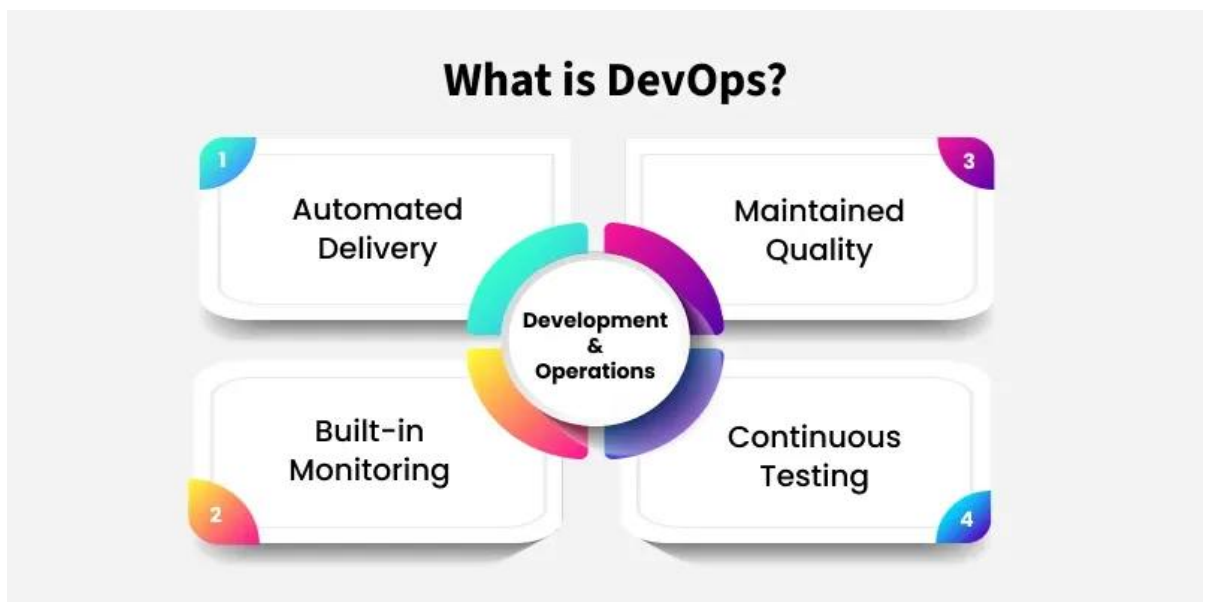 What is DevOps?
1
Automated
Delivery
2
Built-in
Monitoring
Development
&
Operations
3
Maintained
Quality
4
Continuous
Testing